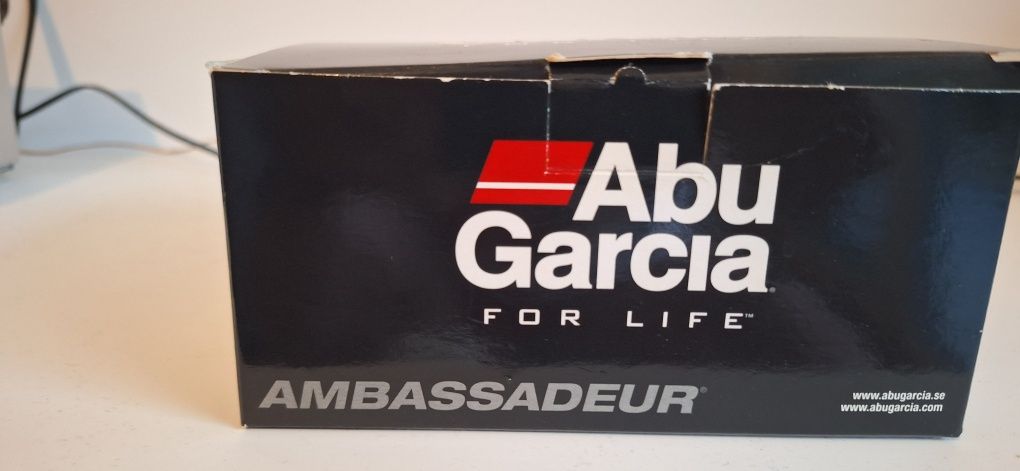 Abu
Garcia®
FOR LIFE™
AMBASSADEUR®
www.abugarcia.se
www.abugarcia.com